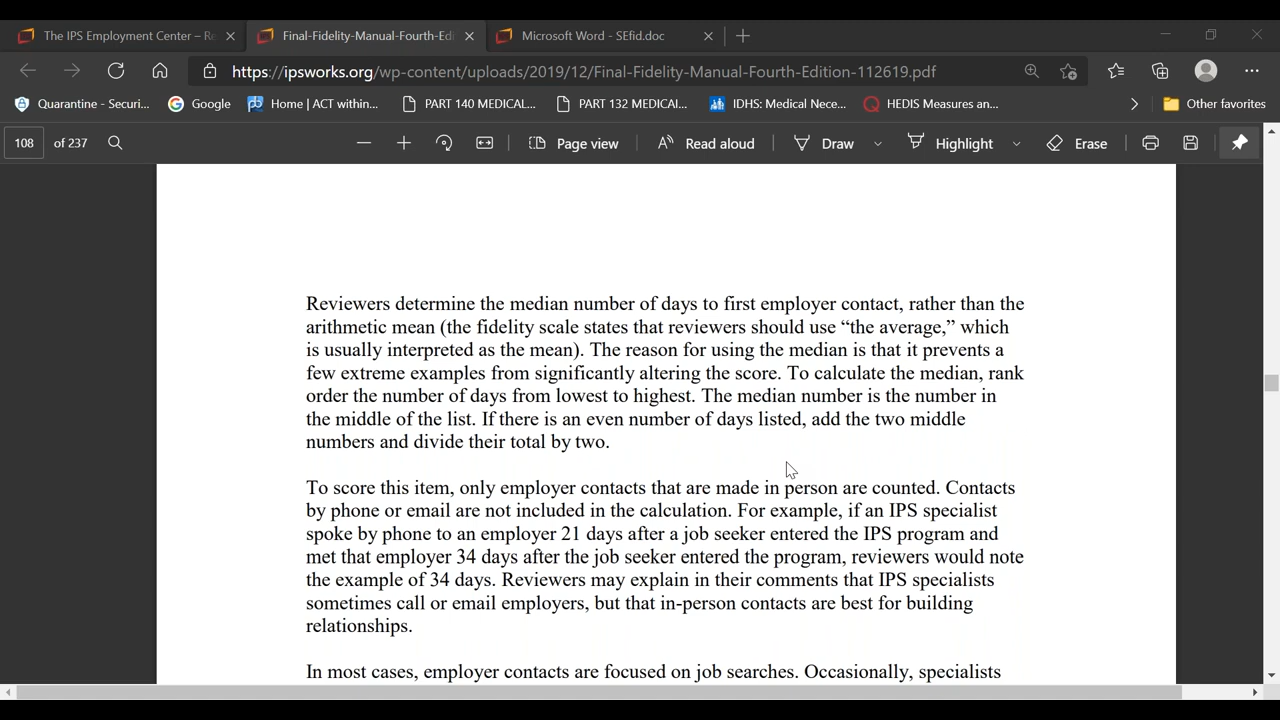 The IPS Employment Center – Re
Final-Fidelity-Manual-Fourth-Edi
Microsoft Word - SEfid.doc
https://ipsworks.org/wp-content/uploads/2019/12/Final-Fidelity-Manual-Fourth-Edition-112619.pdf
Quarantine - Securi...
Google
Home | ACT within...
PART 140 MEDICAL...
PART 132 MEDICAL...
IDHS: Medical Nece...
HEDIS Measures an...
Other favorites
108 of 237
Page view
Read aloud
Draw
Highlight
Erase
Reviewers determine the median number of days to first employer contact, rather than the
arithmetic mean (the fidelity scale states that reviewers should use “the average,” which
is usually interpreted as the mean). The reason for using the median is that it prevents a
few extreme examples from significantly altering the score. To calculate the median, rank
order the number of days from lowest to highest. The median number is the number in
the middle of the list. If there is an even number of days listed, add the two middle
numbers and divide their total by two.
To score this item, only employer contacts that are made in person are counted. Contacts
by phone or email are not included in the calculation. For example, if an IPS specialist
spoke by phone to an employer 21 days after a job seeker entered the IPS program and
met that employer 34 days after the job seeker entered the program, reviewers would note
the example of 34 days. Reviewers may explain in their comments that IPS specialists
sometimes call or email employers, but that in-person contacts are best for building
relationships.
In most cases, employer contacts are focused on job searches. Occasionally, specialists